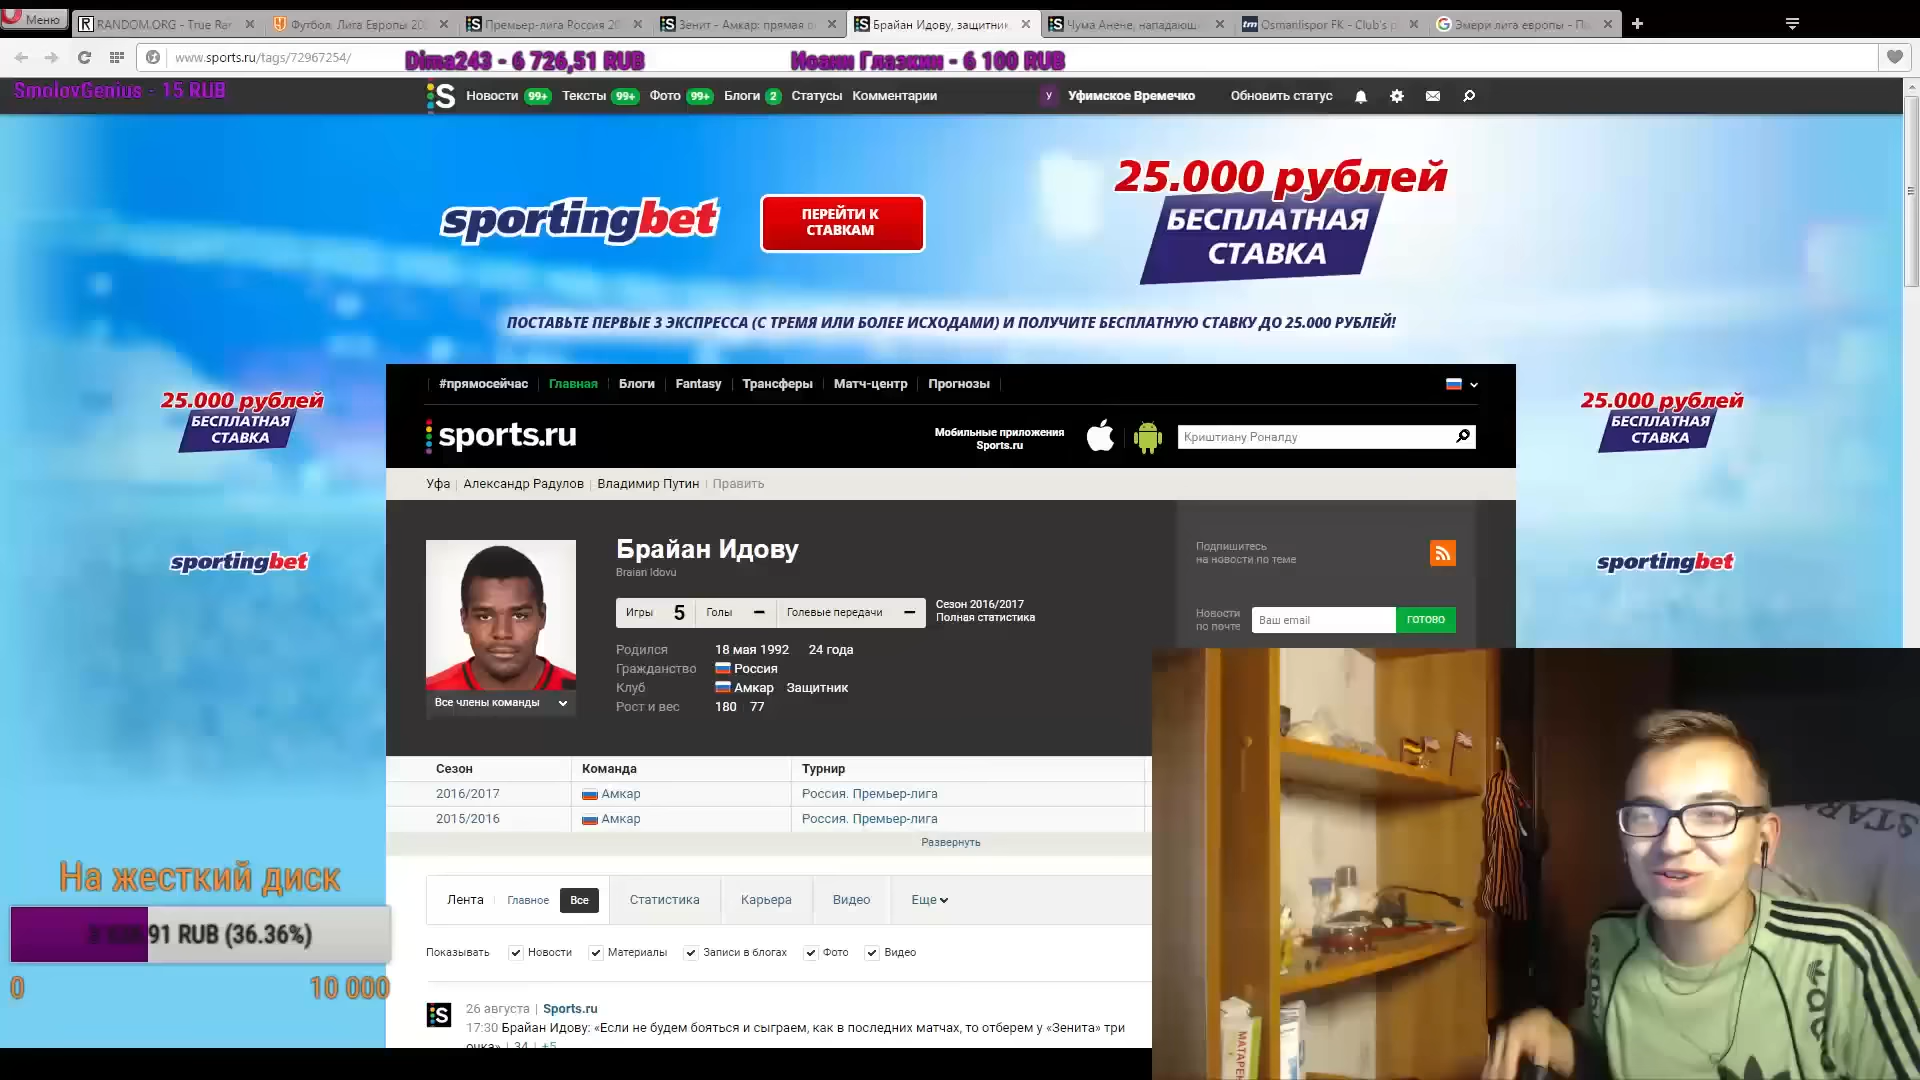 Меню
RANDOM.ORG - True Rar
Футбол. Лига Европы 20
Премьер-лига Россия 20
Зенит - Амкар: прямая
Брайан Идову, защитник
Чума Анене, нападающ
Osmanlispor FK - Club's p
Эмери лига европы - П
www.sports.ru/tags/72967254/
Dima243 - 6 726,51 RUB
Иоанн Глазкин - 6 100 RUB
SmolovGenius - 15 RUB
Новости 99+ Тексты 99+ Фото 99+ Блоги 2 Статусы Комментарии
У Уфимское Времечко Обновить статус
sportingbet
ПЕРЕЙТИ К
СТАВКАМ
25.000 рублей
БЕСПЛАТНАЯ
СТАВКА
ПОСТАВЬТЕ ПЕРВЫЕ 3 ЭКСПРЕССА (С ТРЕМЯ ИЛИ БОЛЕЕ ИСХОДАМИ) И ПОЛУЧИТЕ БЕСПЛАТНУЮ СТАВКУ ДО 25.000 РУБЛЕЙ!
25.000 рублей
БЕСПЛАТНАЯ
СТАВКА
sportingbet
25.000 рублей
БЕСПЛАТНАЯ
СТАВКА
sportingbet
#прямосейчас Главная Блоги Fantasy Трансферы Матч-центр Прогнозы
sports.ru
Мобильные приложения
Sports.ru
Криштиану Роналду
Уфа Александр Радулов Владимир Путин Править
Брайан Идову
Braian Idovu
Игры 5 Голы — Голевые передачи —
Сезон 2016/2017
Полная статистика
Родился 18 мая 1992 24 года
Гражданство Россия
Клуб Амкар Защитник
Рост и вес 180 77
Все члены команды
Подпишитесь
на новости по теме
Новости
по почте
Ваш email
ГОТОВО
Сезон Команда Турнир
2016/2017 Амкар Россия. Премьер-лига
2015/2016 Амкар Россия. Премьер-лига
Развернуть
Лента Главное Все Статистика Карьера Видео Еще
Показывать Новости Материалы Записи в блогах Фото Видео
26 августа | Sports.ru
17:30 Брайан Идову: «Если не будем бояться и сыграем, как в последних матчах, то отберем у «Зенита» три
очка» | 34 | +5
На жесткий диск
91 RUB (36.36%)
0
10 000
STAR
adidas
МАТАРЕН